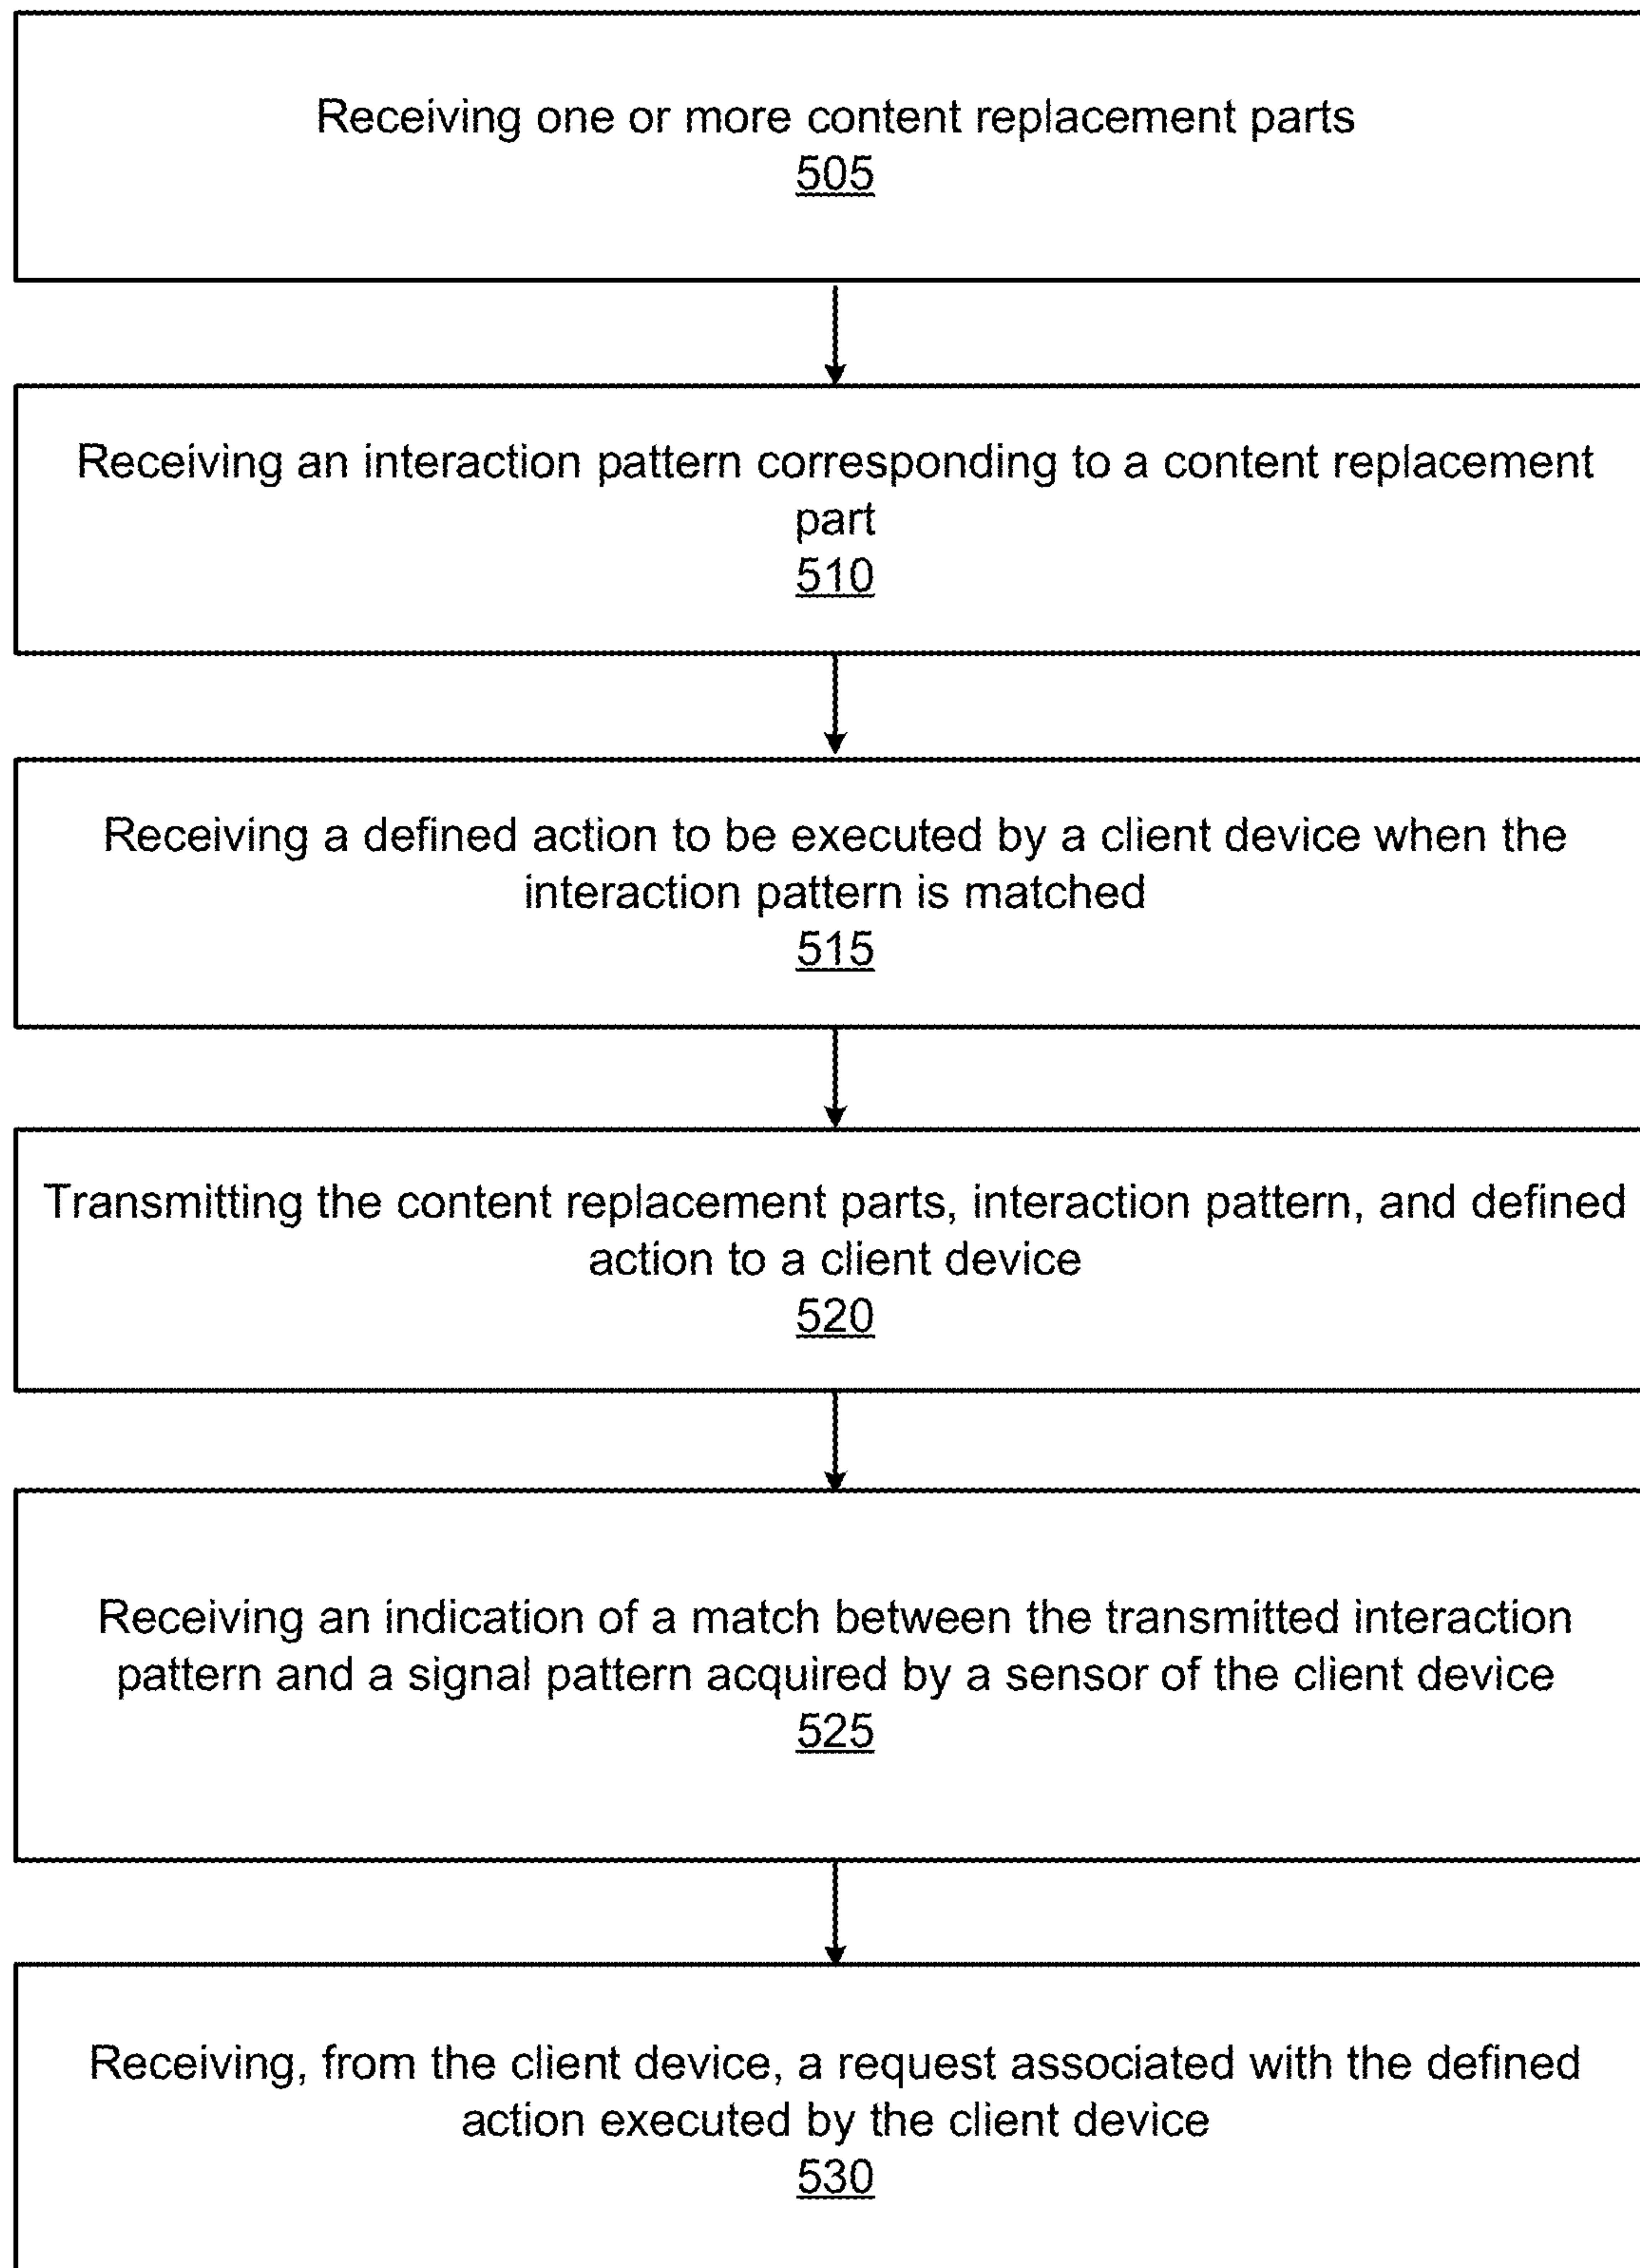 Receiving one or more content replacement parts
505
Receiving an interaction pattern corresponding to a content replacement
part
510
Receiving a defined action to be executed by a client device when the
interaction pattern is matched
515
Transmitting the content replacement parts, interaction pattern, and defined
action to a client device
520
Receiving an indication of a match between the transmitted interaction
pattern and a signal pattern acquired by a sensor of the client device
525
Receiving, from the client device, a request associated with the defined
action executed by the client device
530